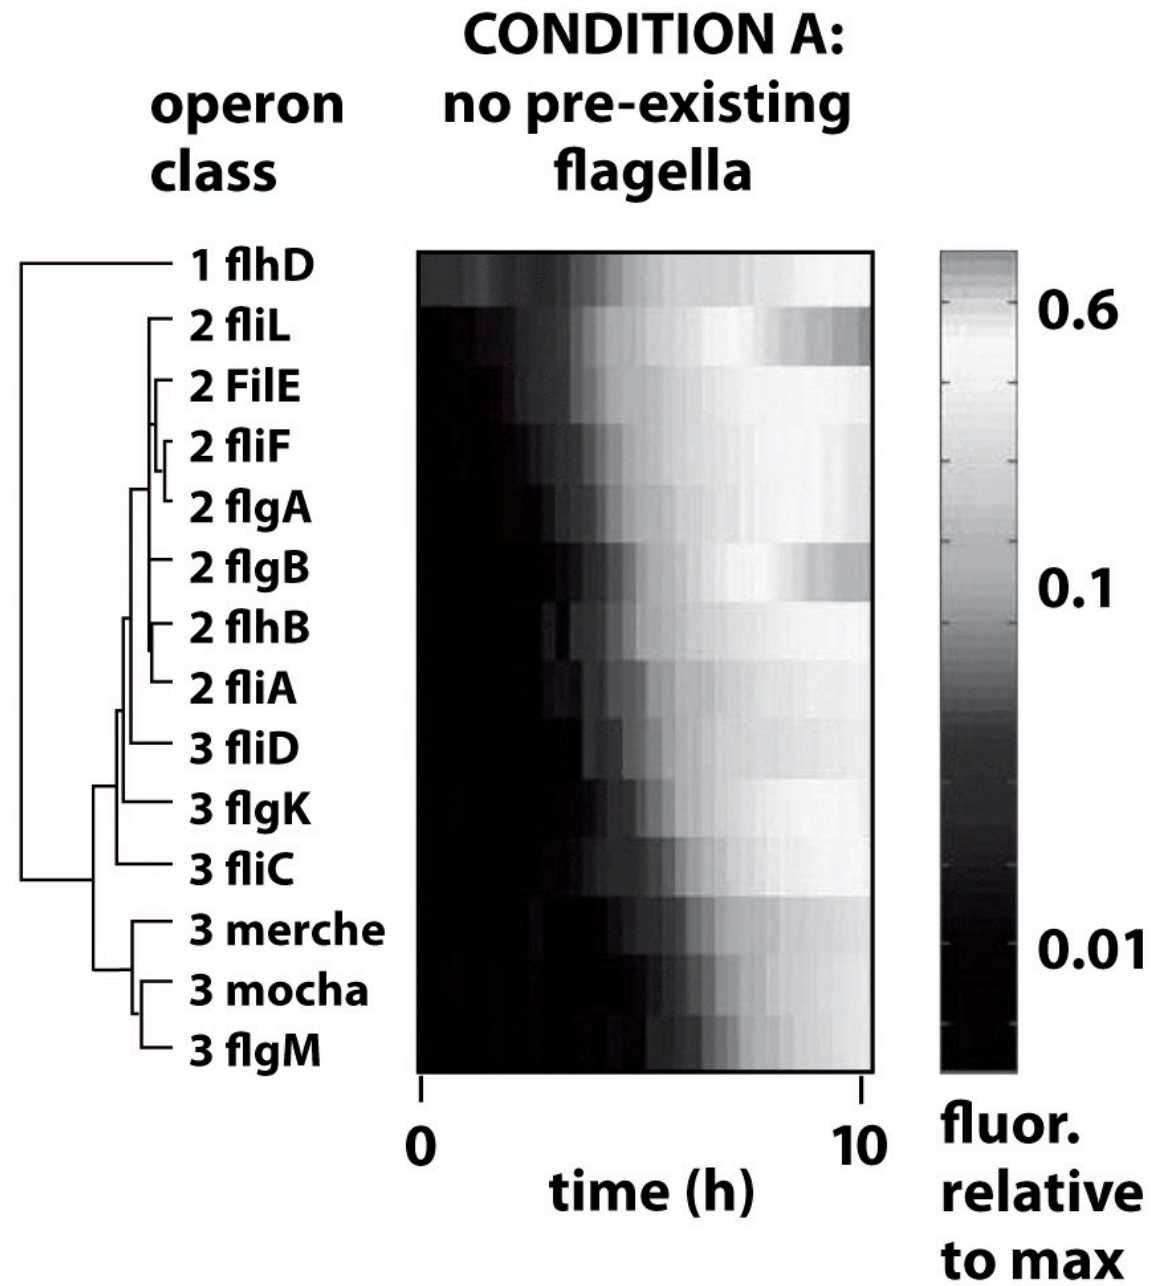 CONDITION A:
no pre-existing
flagella
operon
class
1 flhD
2 fliL
2 FilE
2 fliF
2 flgA
2 flgB
2 flhB
2 fliA
3 fliD
3 flgK
3 fliC
3 merche
3 mocha
3 flgM
0.6
0.1
0.01
0
10
time (h)
fluor.
relative
to max